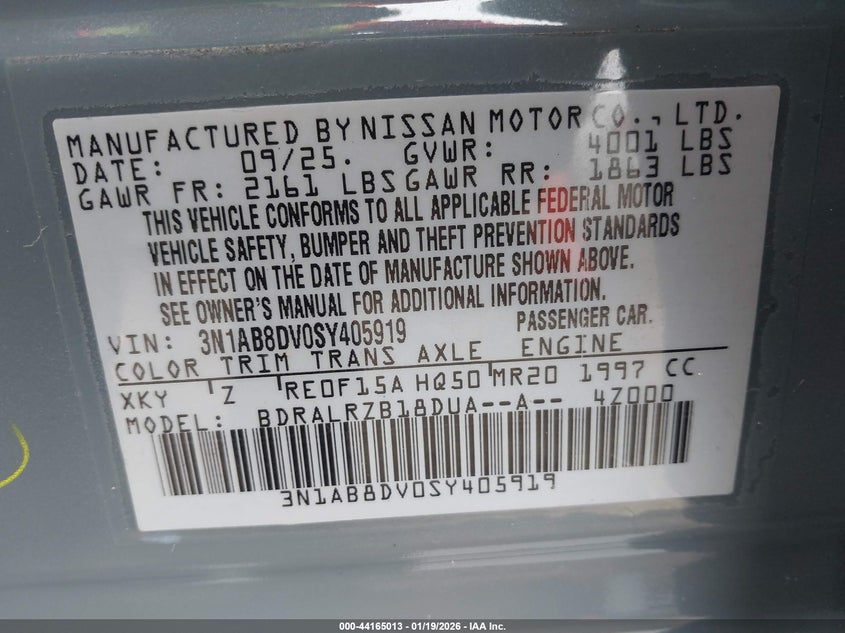 MANUFACTURED BY NISSAN MOTOR CO., LTD.
DATE: 09/25. GVWR: 4001 LBS
GAWR FR: 2161 LBS GAWR RR: 1863 LBS
THIS VEHICLE CONFORMS TO ALL APPLICABLE FEDERAL MOTOR
VEHICLE SAFETY, BUMPER AND THEFT PREVENTION STANDARDS
IN EFFECT ON THE DATE OF MANUFACTURE SHOWN ABOVE.
SEE OWNER'S MANUAL FOR ADDITIONAL INFORMATION.
VIN: 3N1AB8DV0SY405919 PASSENGER CAR.
COLOR TRIM TRANS AXLE ENGINE
XKY Z RE0F15A HQ50 MR20 1997 CC
MODEL: BDRALRZB18DUA--A-- 4Z000
3N1AB8DV0SY405919
000-44165013 - 01/19/2026 - IAA Inc.